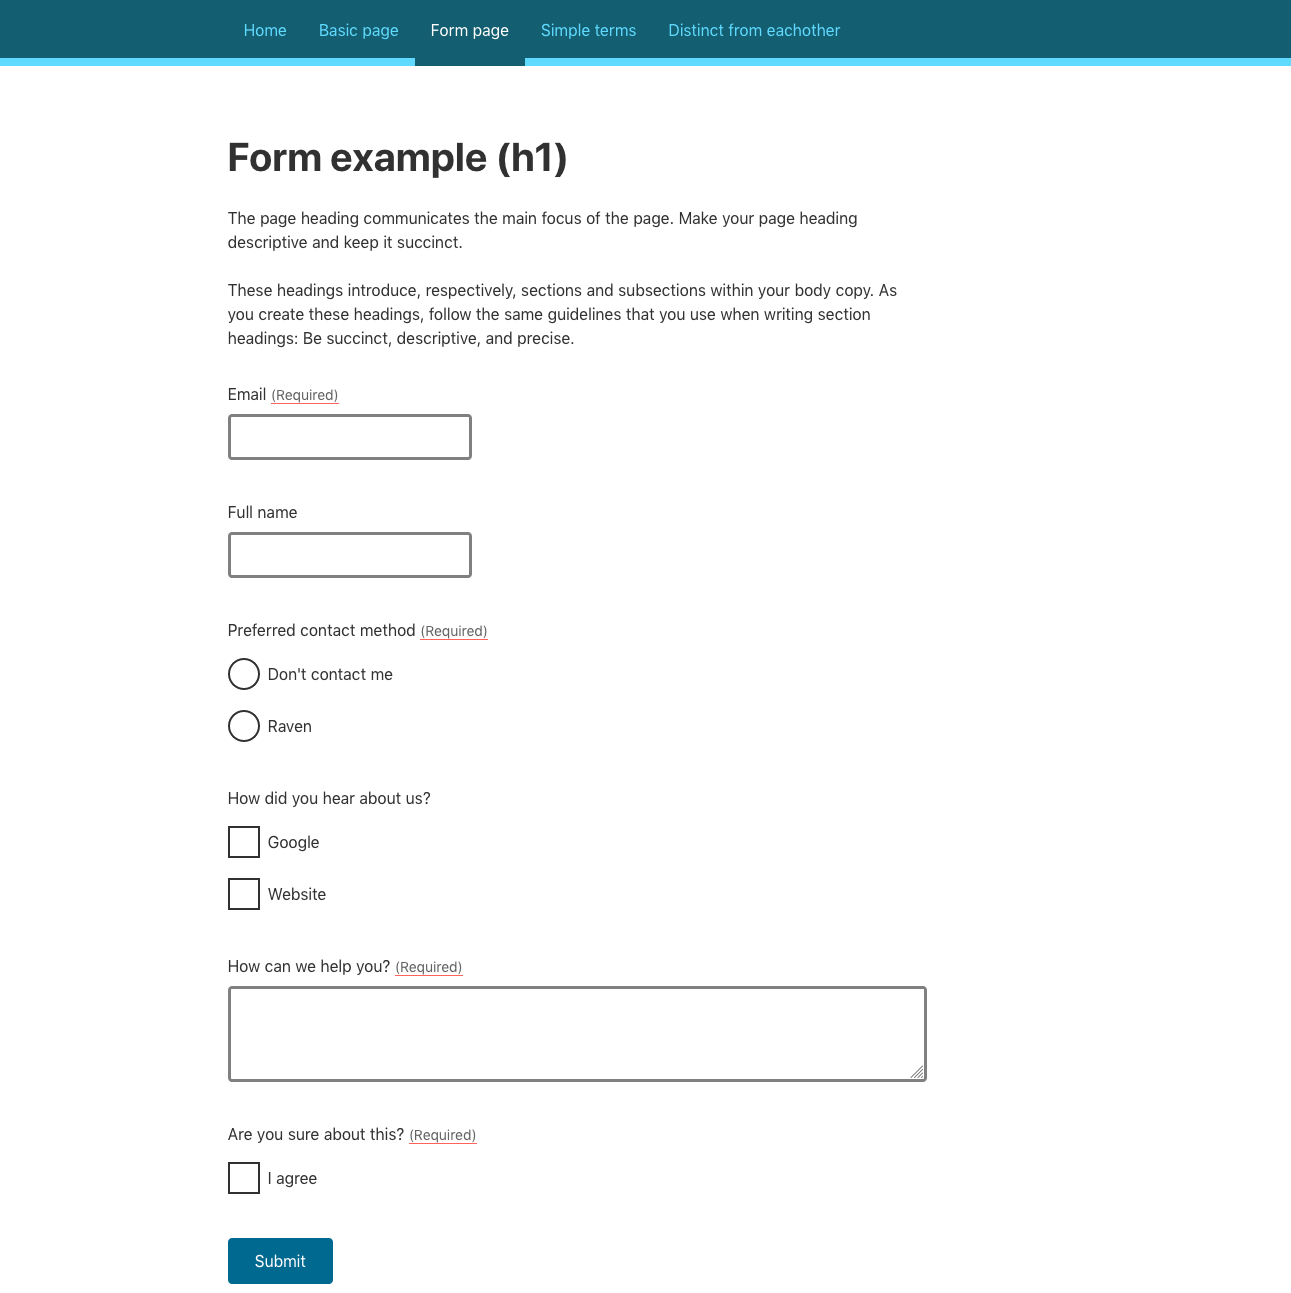 Home Basic page Form page Simple terms Distinct from eachother
Form example (h1)
The page heading communicates the main focus of the page. Make your page heading
descriptive and keep it succinct.
These headings introduce, respectively, sections and subsections within your body copy. As
you create these headings, follow the same guidelines that you use when writing section
headings: Be succinct, descriptive, and precise.
Email (Required)
Full name
Preferred contact method (Required)
Don't contact me
Raven
How did you hear about us?
Google
Website
How can we help you? (Required)
Are you sure about this? (Required)
I agree
Submit